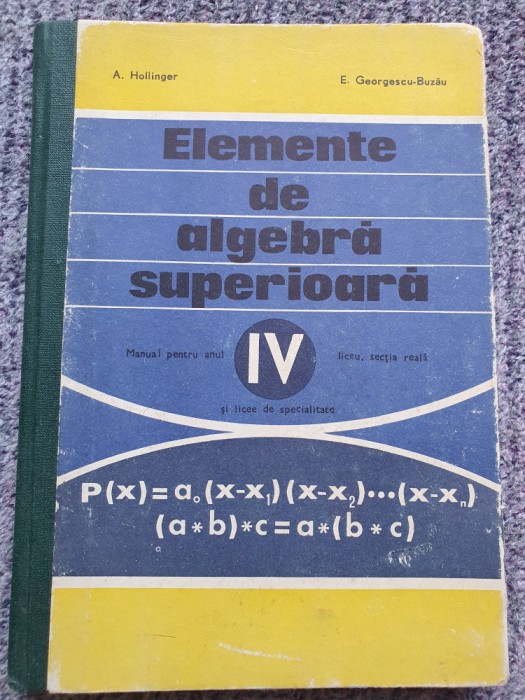 A. Hollinger
E. Georgescu-Buzău
Elemente
de
algebră
superioară
Manual pentru anul IV liceu, secția reală
și licee de specialitate
P(x)=a₀(x-x₁)(x-x₂)•••(x-xₙ)
(a*b)*c=a*(b*c)